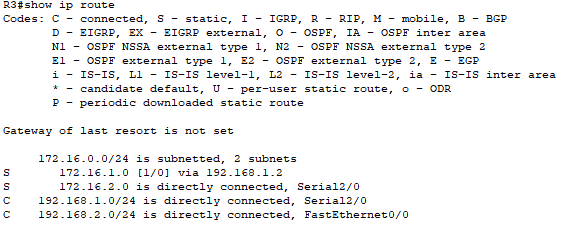 R3#show ip route
Codes: C - connected, S - static, I - IGRP, R - RIP, M - mobile, B - BGP
       D - EIGRP, EX - EIGRP external, O - OSPF, IA - OSPF inter area
       N1 - OSPF NSSA external type 1, N2 - OSPF NSSA external type 2
       E1 - OSPF external type 1, E2 - OSPF external type 2, E - EGP
       i - IS-IS, L1 - IS-IS level-1, L2 - IS-IS level-2, ia - IS-IS inter area
       * - candidate default, U - per-user static route, o - ODR
       P - periodic downloaded static route

Gateway of last resort is not set

     172.16.0.0/24 is subnetted, 2 subnets
S       172.16.1.0 [1/0] via 192.168.1.2
S       172.16.2.0 is directly connected, Serial2/0
C    192.168.1.0/24 is directly connected, Serial2/0
C    192.168.2.0/24 is directly connected, FastEthernet0/0